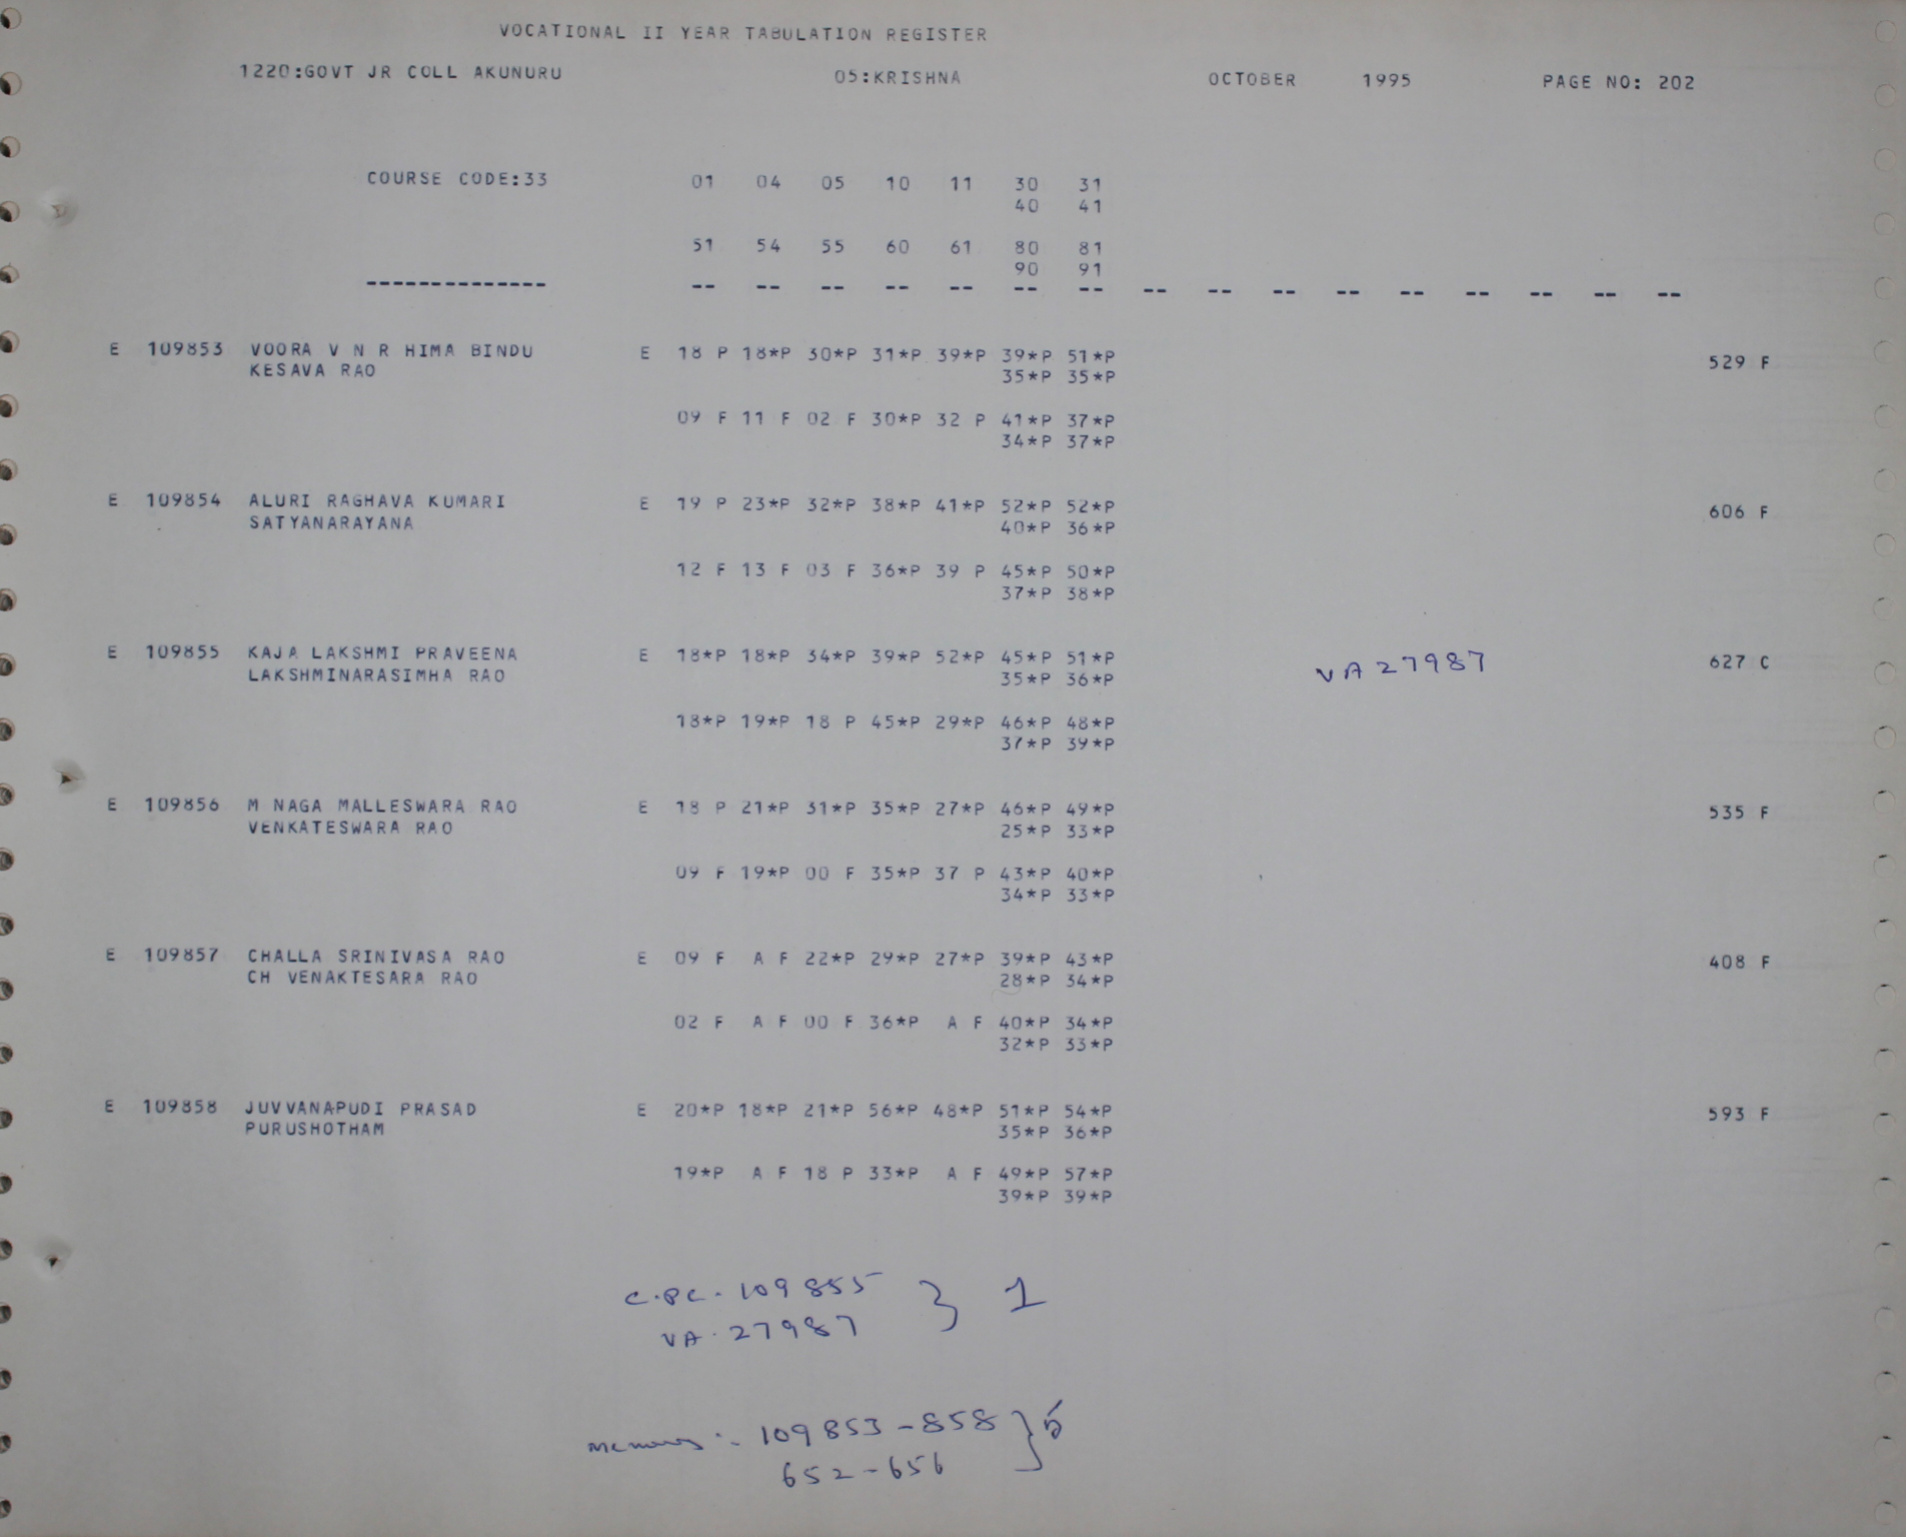 VOCATIONAL II YEAR TABULATION REGISTER
1220:GOVT JR COLL AKUNURU 05:KRISHNA OCTOBER 1995 PAGE NO: 202
COURSE CODE:33 01 04 05 10 11 30 31
40 41
51 54 55 60 61 80 81
90 91
-------------- -- -- -- -- -- -- -- -- -- -- -- -- -- -- -- --
E 109853 VOORA V N R HIMA BINDU E 18 P 18*P 30*P 31*P 39*P 39*P 51*P 529 F
KESAVA RAO 35*P 35*P
09 F 11 F 02 F 30*P 32 P 41*P 37*P
34*P 37*P
E 109854 ALURI RAGHAVA KUMARI E 19 P 23*P 32*P 38*P 41*P 52*P 52*P 606 F
SATYANARAYANA 40*P 36*P
12 F 13 F 03 F 36*P 39 P 45*P 50*P
37*P 38*P
E 109855 KAJA LAKSHMI PRAVEENA E 18*P 18*P 34*P 39*P 52*P 45*P 51*P VA 27987 627 C
LAKSHMINARASIMHA RAO 35*P 36*P
18*P 19*P 18 P 45*P 29*P 46*P 48*P
37*P 39*P
E 109856 M NAGA MALLESWARA RAO E 18 P 21*P 31*P 35*P 27*P 46*P 49*P 535 F
VENKATESWARA RAO 25*P 33*P
09 F 19*P 00 F 35*P 37 P 43*P 40*P
34*P 33*P
E 109857 CHALLA SRINIVASA RAO E 09 F A F 22*P 29*P 27*P 39*P 43*P 408 F
CH VENAKTESARA RAO 28*P 34*P
02 F A F 00 F 36*P A F 40*P 34*P
32*P 33*P
E 109858 JUVVANAPUDI PRASAD E 20*P 18*P 21*P 56*P 48*P 51*P 54*P 593 F
PURUSHOTHAM 35*P 36*P
19*P A F 18 P 33*P A F 49*P 57*P
39*P 39*P
C.PC. 109855 } 1
VA. 27987
109853-858 } 5
652-656